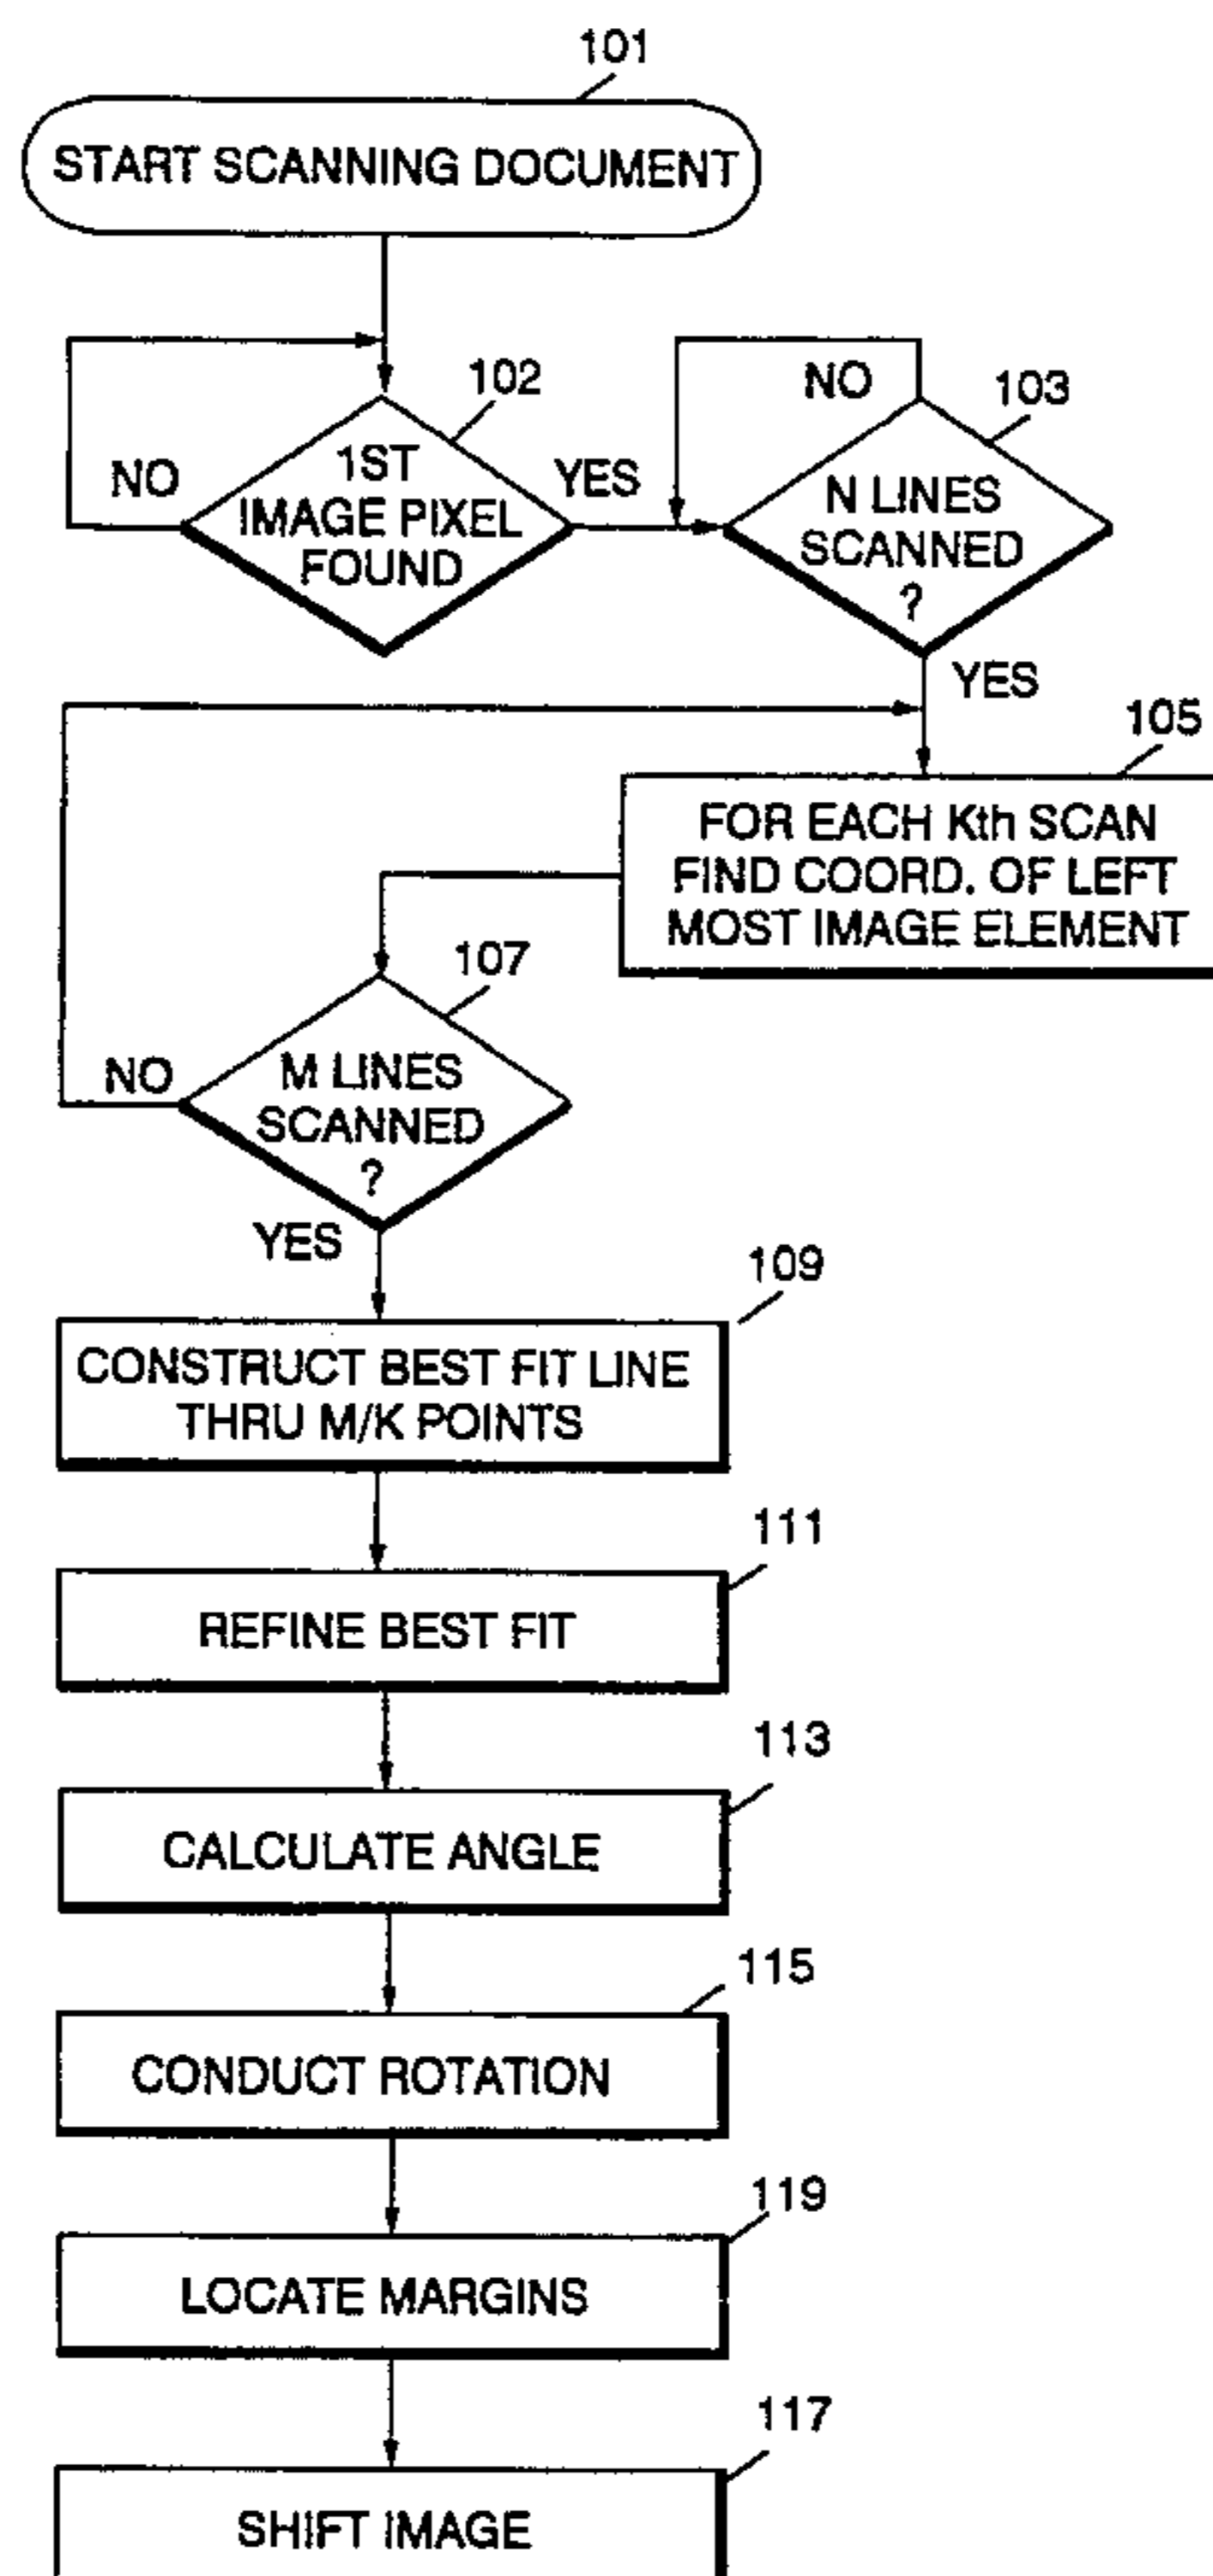 101
START SCANNING DOCUMENT
102
1ST
IMAGE PIXEL
FOUND
NO
YES
103
NO
N LINES
SCANNED
?
YES
105
FOR EACH Kth SCAN
FIND COORD. OF LEFT
MOST IMAGE ELEMENT
107
M LINES
SCANNED
?
NO
YES
109
CONSTRUCT BEST FIT LINE
THRU M/K POINTS
111
REFINE BEST FIT
113
CALCULATE ANGLE
115
CONDUCT ROTATION
119
LOCATE MARGINS
117
SHIFT IMAGE